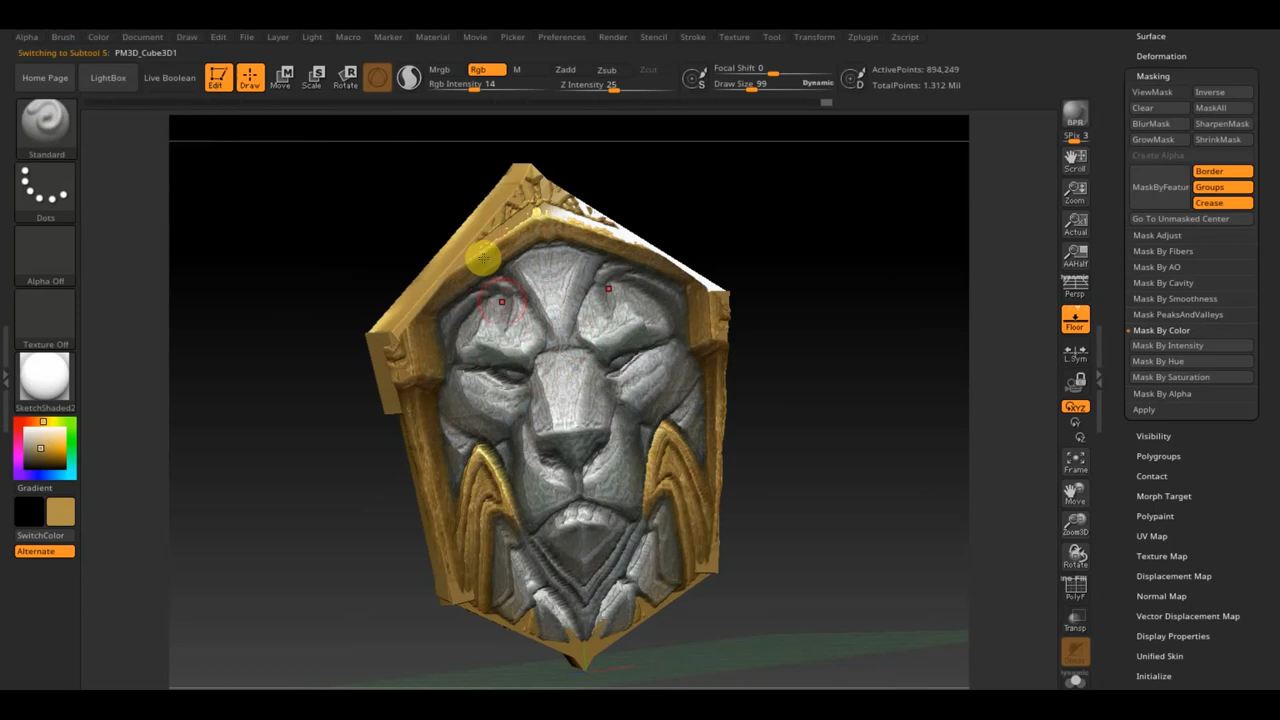 Alpha Brush Color Document Draw Edit File Layer Light Macro Marker Material Movie Picker Preferences Render Stencil Stroke Texture Tool Transform Zplugin Zscript
Switching to Subtool 5: PM3D_Cube3D1
Home Page
LightBox
Live Boolean
Edit
Draw
Move
Scale
Rotate
Mrgb Rgb M
Rgb Intensity 14
Zadd Zsub Zcut
Z Intensity 25
S
Focal Shift 0
Draw Size 99 Dynamic
D
ActivePoints: 894,249
TotalPoints: 1.312 Mil
Standard
Dots
Alpha Off
Texture Off
SketchShaded2
Gradient
SwitchColor
Alternate
BPR
SPix 3
Scroll
Zoom
Actual
AAHalf
Dynamic
Persp
Floor
L.Sym
XYZ
Frame
Move
Zoom3D
Rotate
PolyF
Transp
Dynamic
Surface
Deformation
Masking
ViewMask Inverse
Clear MaskAll
BlurMask SharpenMask
GrowMask ShrinkMask
Create Alpha
MaskByFeatur
Border
Groups
Crease
Go To Unmasked Center
Mask Adjust
Mask By Fibers
Mask By AO
Mask By Cavity
Mask By Smoothness
Mask PeaksAndValleys
Mask By Color
Mask By Intensity
Mask By Hue
Mask By Saturation
Mask By Alpha
Apply
Visibility
Polygroups
Contact
Morph Target
Polypaint
UV Map
Texture Map
Displacement Map
Normal Map
Vector Displacement Map
Display Properties
Unified Skin
Initialize